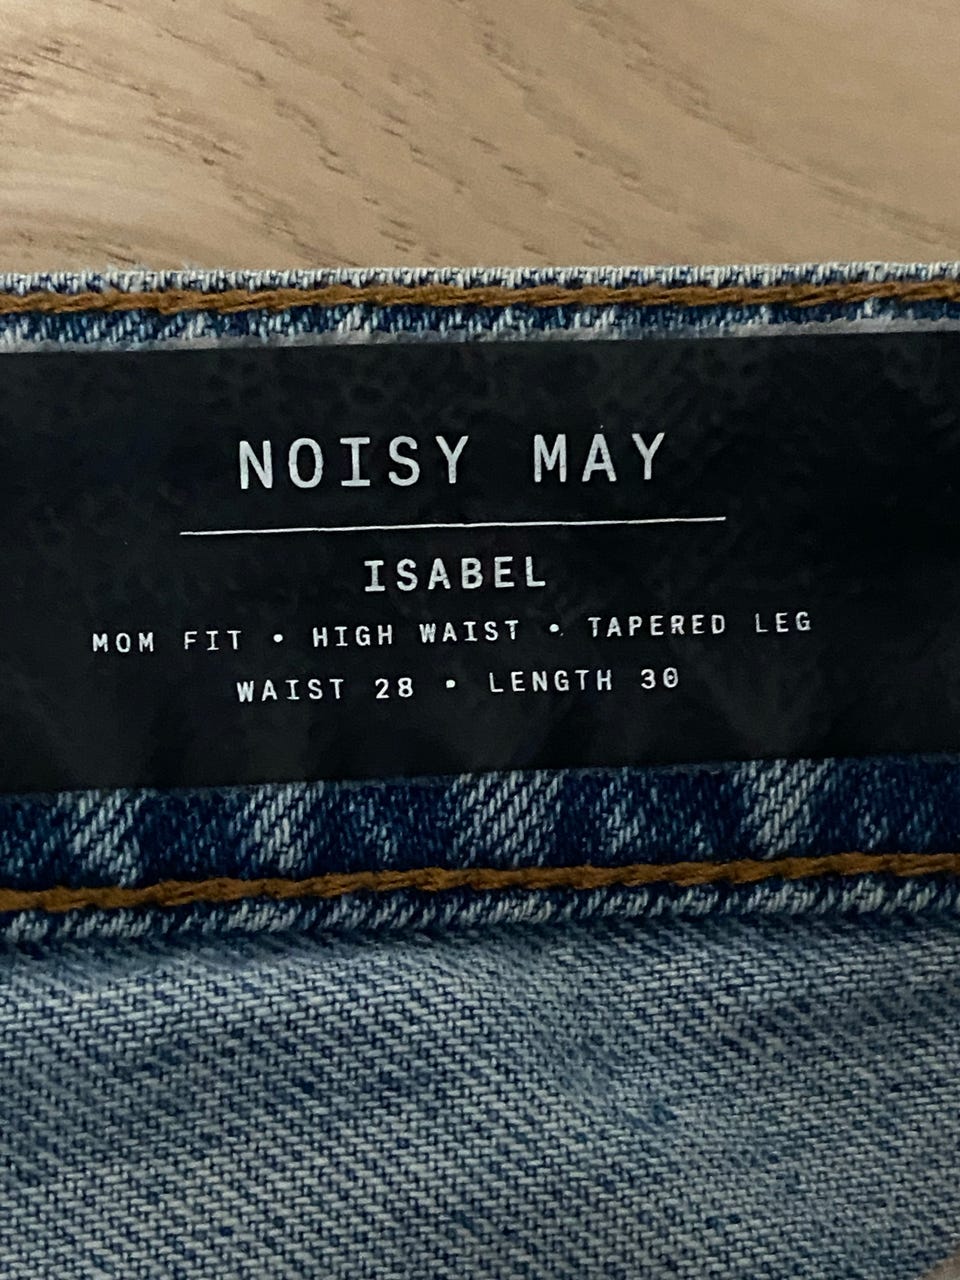 NOISY MAY
ISABEL
MOM FIT • HIGH WAIST • TAPERED LEG
WAIST 28 • LENGTH 30